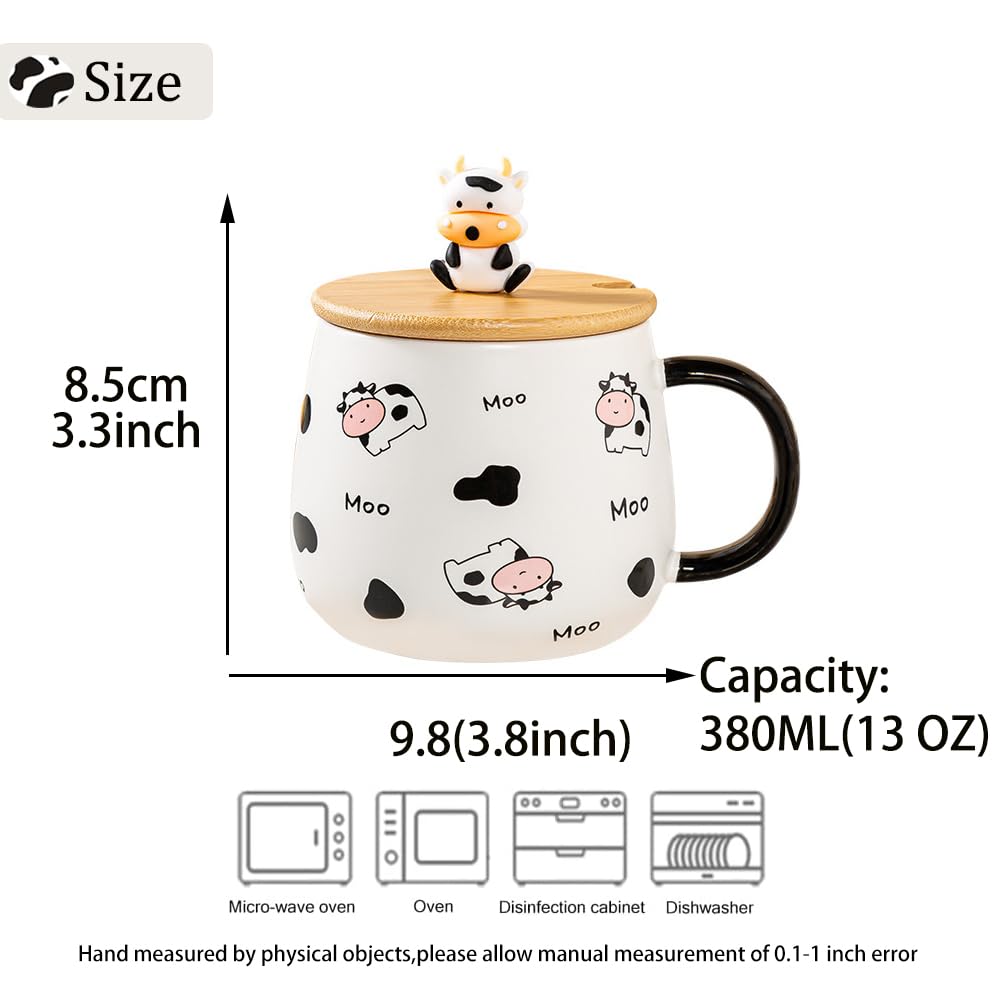 Size
8.5cm
3.3inch
Moo
Moo
Moo
Moo
9.8(3.8inch)
Capacity:
380ML(13 OZ)
Micro-wave oven
Oven
Disinfection cabinet
Dishwasher
Hand measured by physical objects,please allow manual measurement of 0.1-1 inch error